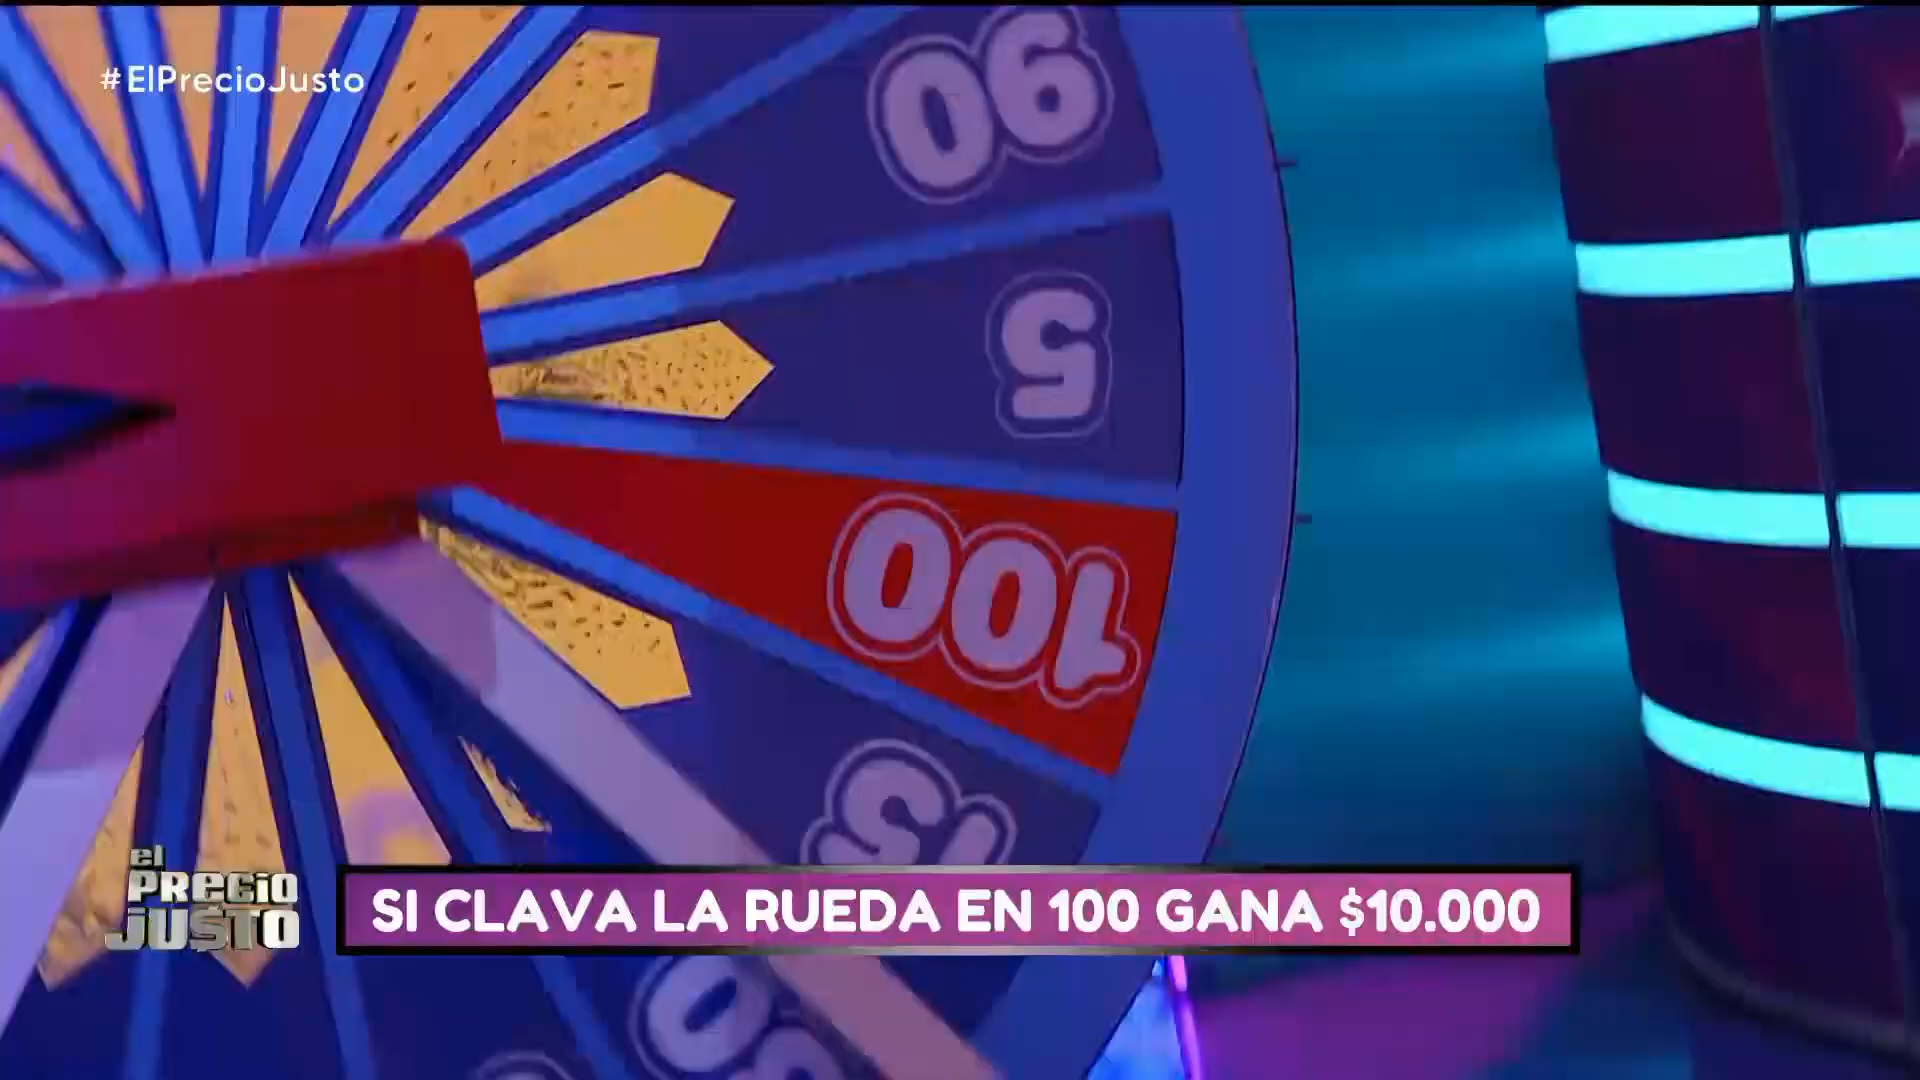 #ElPrecioJusto
90
5
100
15
el
PRECIO
JUSTO
SI CLAVA LA RUEDA EN 100 GANA $10.000